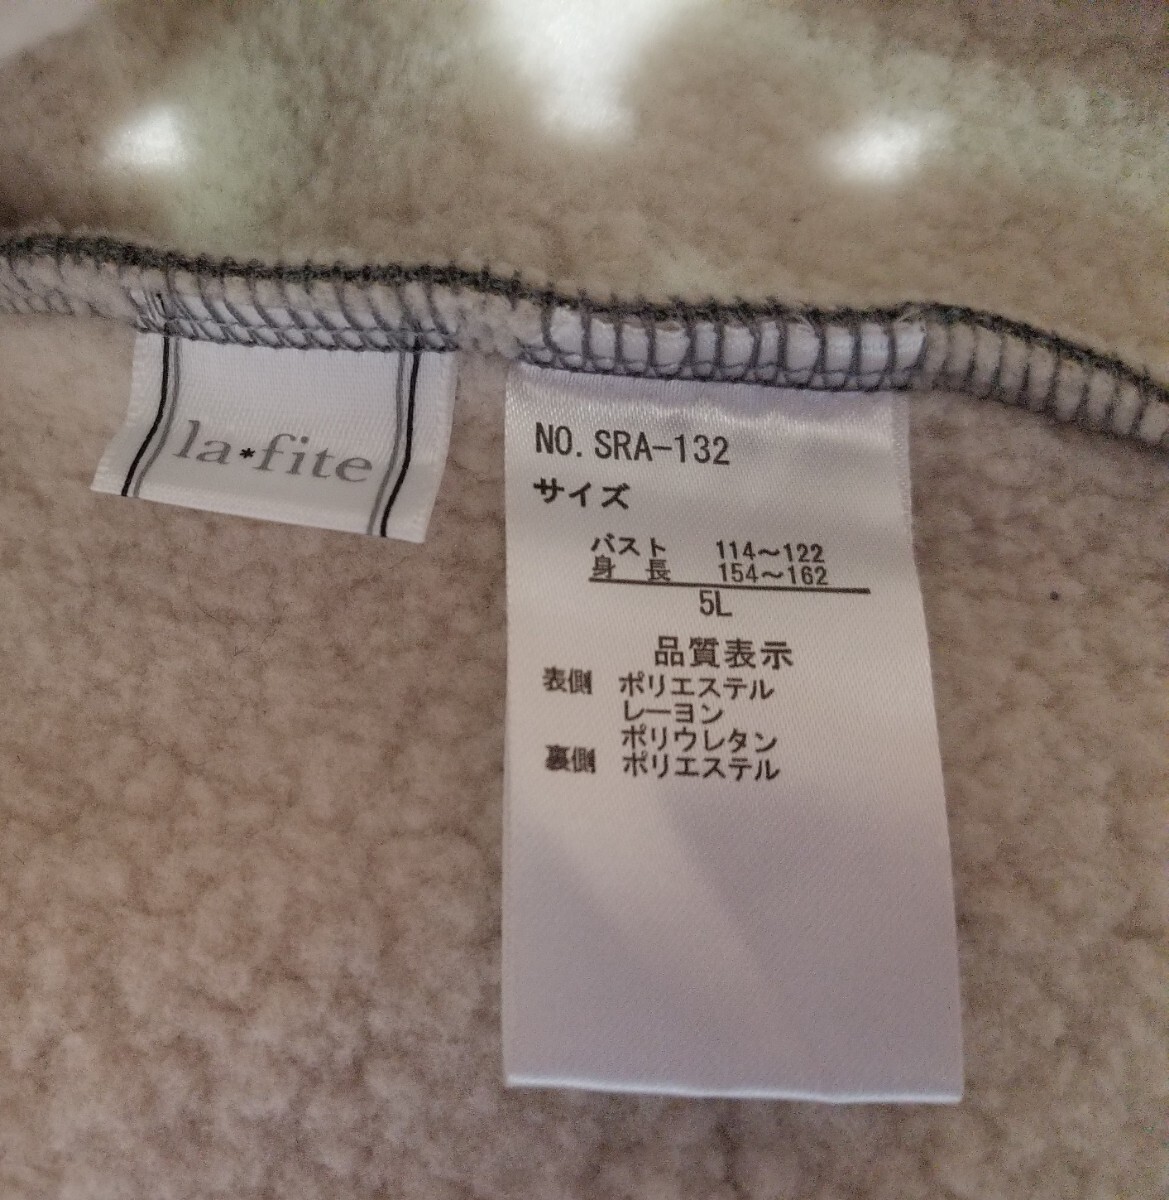 la*fite
NO. SRA-132
サイズ
バスト 114～122
身長 154～162
5L
品質表示
表側 ポリエステル
レーヨン
ポリウレタン
裏側 ポリエステル